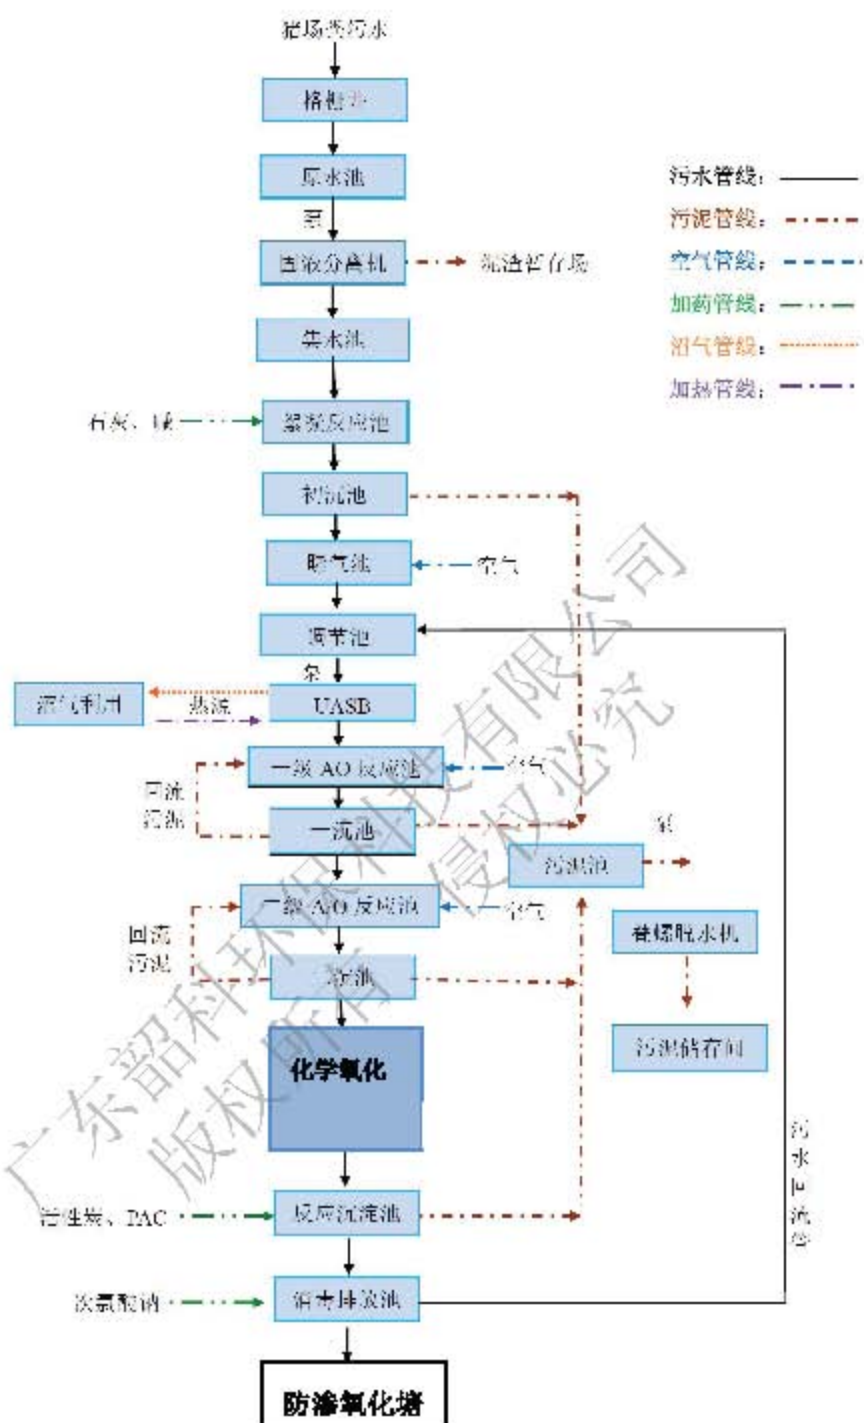 猪场粪污水
格栅井
原水池
泵
固液分离机
泥渣暂存场
集水池
石灰、碱
絮凝反应池
初沉池
曝气池
空气
调节池
泵
沼气利用
热源
UASB
一级 AO 反应池
空气
回流
污泥
一沉池
泵
污泥池
二级 A/O 反应池
空气
回流
污泥
叠螺脱水机
二沉池
污泥储存间
化学氧化
污水回流管
活性炭、PAC
反应沉淀池
次氯酸钠
消毒排放池
防渗氧化塘
污水管线：
污泥管线：
空气管线：
加药管线：
沼气管线：
加热管线：
广东韶科环保科技有限公司
版权所有 侵权必究